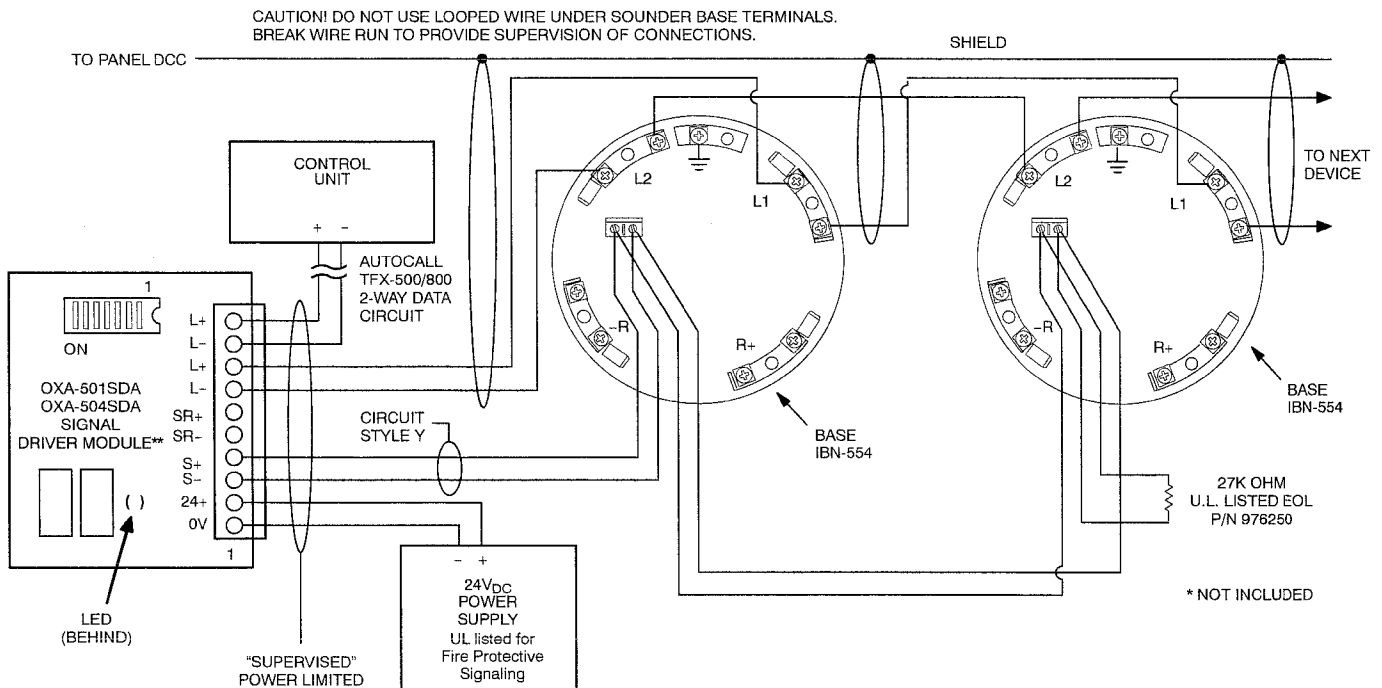 CAUTION! DO NOT USE LOOPED WIRE UNDER SOUNDER BASE TERMINALS.
BREAK WIRE RUN TO PROVIDE SUPERVISION OF CONNECTIONS.
SHIELD
TO PANEL DCC
CONTROL
UNIT
+ -
L2
L1
L2
L1
TO NEXT
DEVICE
AUTOCALL
TFX-500/800
2-WAY DATA
CIRCUIT
1
ON
L+
L-
L+
L-
SR+
SR-
S+
S-
24+
0V
1
OXA-501SDA
OXA-504SDA
SIGNAL
DRIVER MODULE**
( )
LED
(BEHIND)
CIRCUIT
STYLE Y
-R
R+
-R
R+
BASE
IBN-554
BASE
IBN-554
27K OHM
U.L. LISTED EOL
P/N 976250
* NOT INCLUDED
- +
24VDC
POWER
SUPPLY
UL listed for
Fire Protective
Signaling
"SUPERVISED"
POWER LIMITED